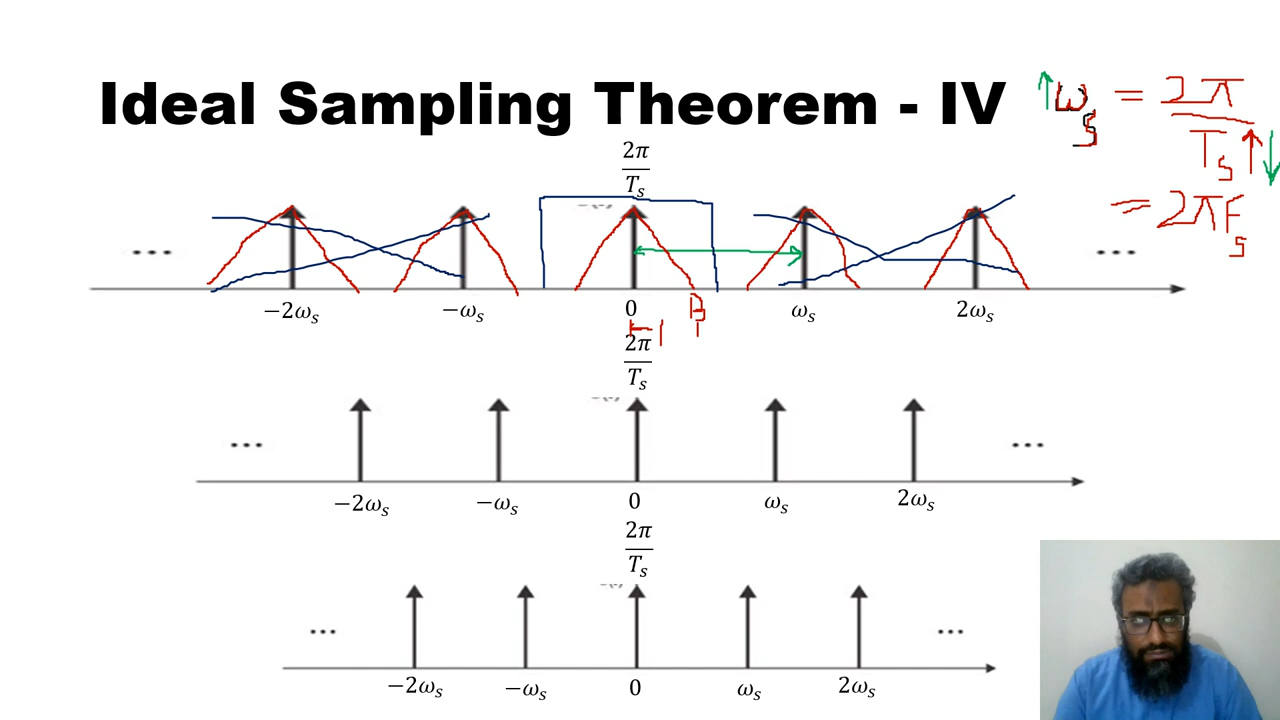 Ideal Sampling Theorem - IV
ωs = 2π / Ts
= 2πFs
2π / Ts
... ...
−2ωs −ωs 0 ωs 2ωs
B
2π / Ts
... ...
−2ωs −ωs 0 ωs 2ωs
2π / Ts
... ...
−2ωs −ωs 0 ωs 2ωs